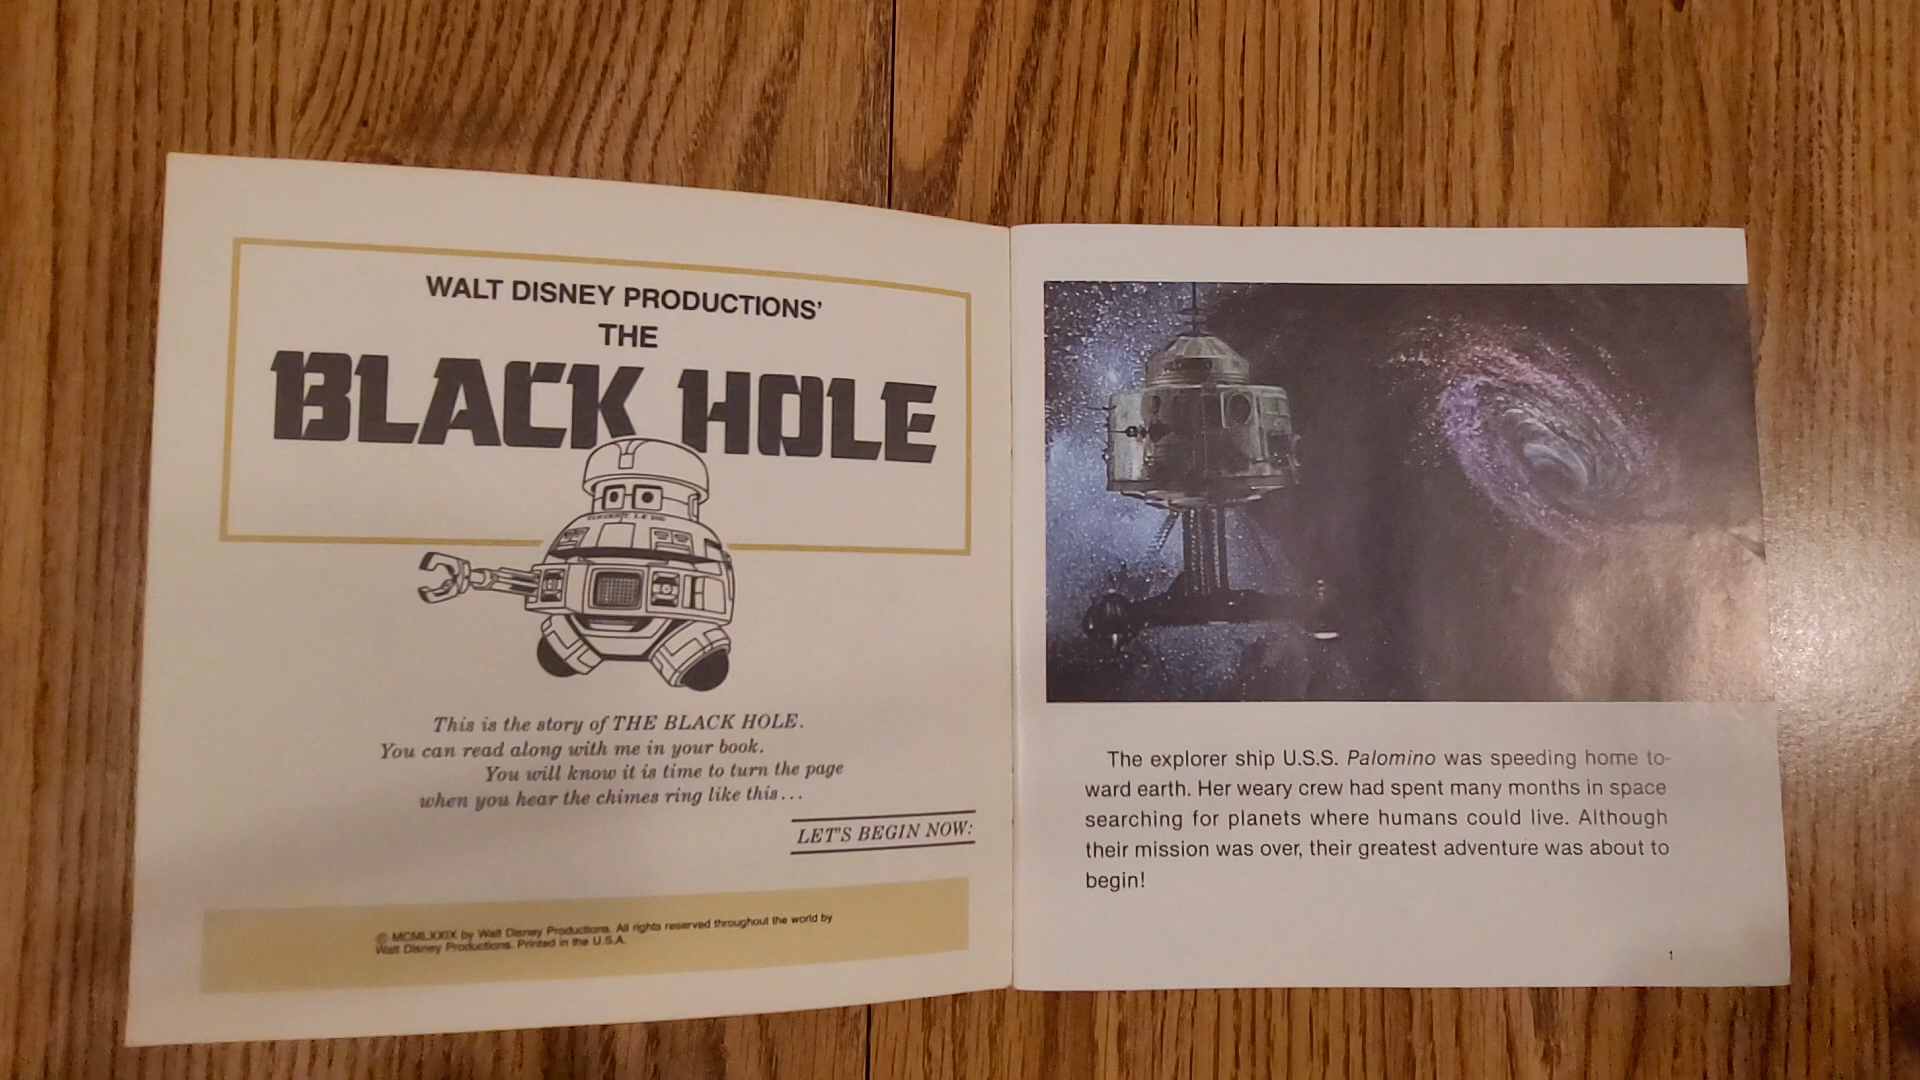 WALT DISNEY PRODUCTIONS'
THE
BLACK HOLE
This is the story of THE BLACK HOLE.
You can read along with me in your book.
You will know it is time to turn the page
when you hear the chimes ring like this...
LET'S BEGIN NOW:
© MCMLXXIX by Walt Disney Productions. All rights reserved throughout the world by
Walt Disney Productions. Printed in the U.S.A.
The explorer ship U.S.S. Palomino was speeding home to-
ward earth. Her weary crew had spent many months in space
searching for planets where humans could live. Although
their mission was over, their greatest adventure was about to
begin!
1